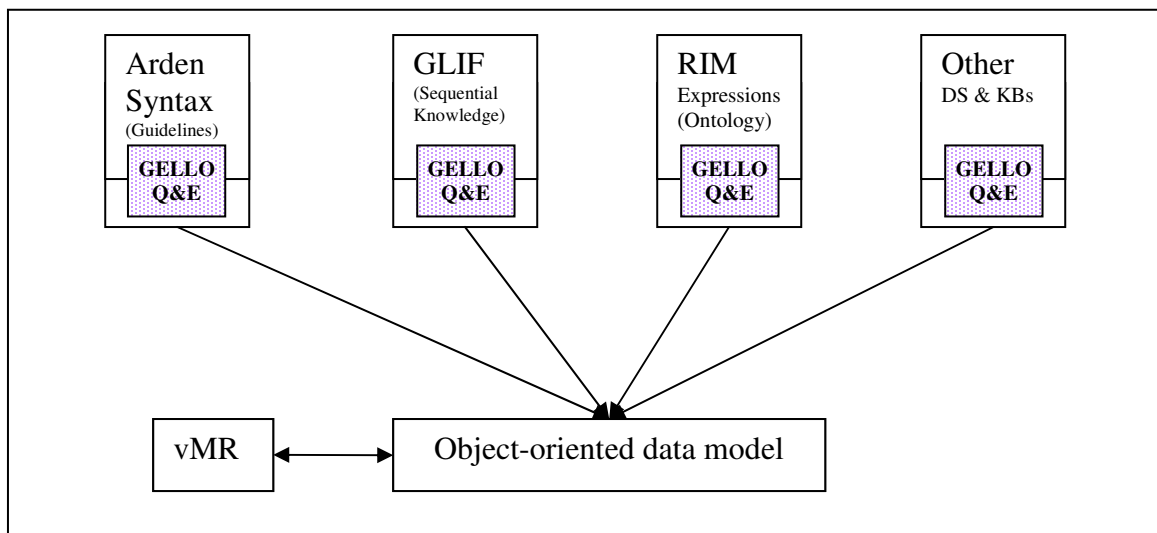 Arden
Syntax
(Guidelines)
GELLO
Q&E
GLIF
(Sequential
Knowledge)
GELLO
Q&E
RIM
Expressions
(Ontology)
GELLO
Q&E
Other
DS & KBs
GELLO
Q&E
vMR
Object-oriented data model